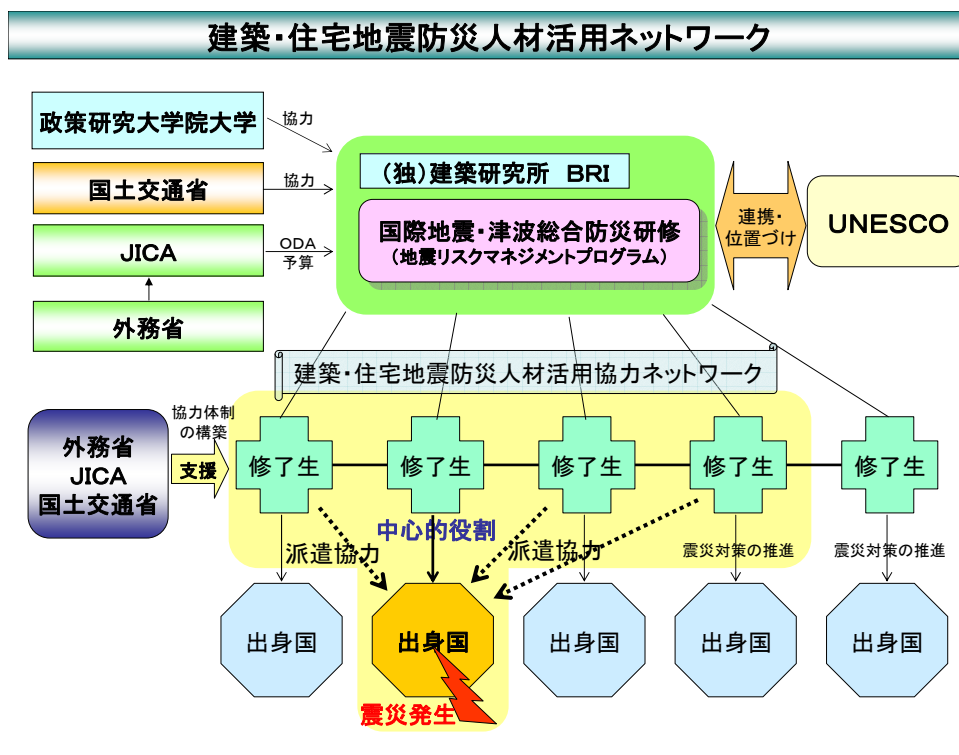 建築・住宅地震防災人材活用ネットワーク
政策研究大学院大学
協力
国土交通省
協力
JICA
ODA
予算
外務省
（独）建築研究所　BRI
国際地震・津波総合防災研修
（地震リスクマネジメントプログラム）
連携・
位置づけ
UNESCO
建築・住宅地震防災人材活用協力ネットワーク
外務省
JICA
国土交通省
協力体制
の構築
支援
修了生
修了生
修了生
修了生
修了生
中心的役割
派遣協力
派遣協力
震災対策の推進
震災対策の推進
出身国
出身国
出身国
出身国
出身国
震災発生